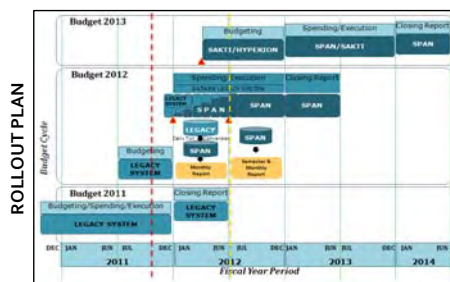 ROLLOUT PLAN
Budget Cycle
Budget 2013
Budgeting
SAKTI/HYPERION
Spending/Execution
SPAN/SAKTI
Closing Report
SPAN
Budget 2012
Spending/Execution
Closing Report
LEGACY
SYSTEM
SPAN
SPAN
SPAN
LEGACY
SPAN
SPAN
Monthly
Report
Semester &
Monthly
Report
Budgeting
LEGACY
SYSTEM
Budget 2011
Budgeting/Spending/Execution
LEGACY SYSTEM
Closing Report
LEGACY
SYSTEM
DEC JAN JUN JUL DEC JAN JUN JUL DEC JAN JUN JUL DEC JAN JUN
2011 2012 2013 2014
Fiscal Year Period